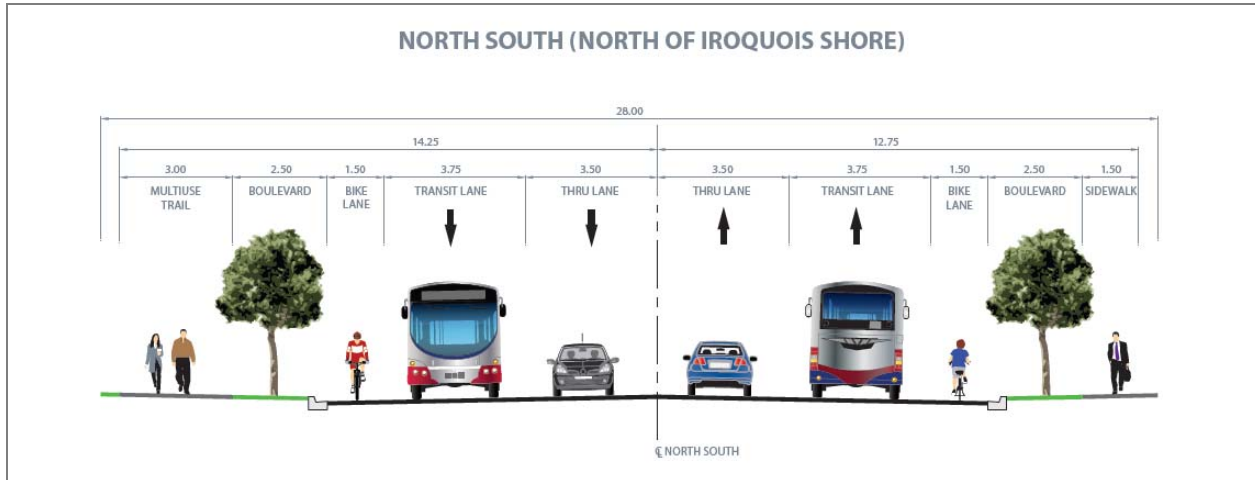 NORTH SOUTH (NORTH OF IROQUOIS SHORE)
28.00
14.25 12.75
3.00 2.50 1.50 3.75 3.50 3.50 3.75 1.50 2.50 1.50
MULTIUSE BOULEVARD BIKE TRANSIT LANE THRU LANE THRU LANE TRANSIT LANE BIKE BOULEVARD SIDEWALK
TRAIL LANE LANE
℄ NORTH SOUTH